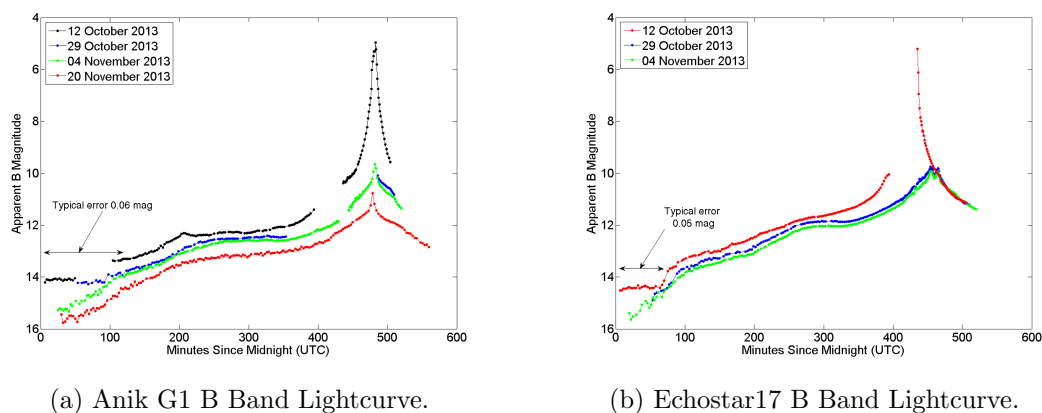 12 October 2013
29 October 2013
04 November 2013
20 November 2013
Apparent B Magnitude
4
6
8
10
12
14
16
Typical error 0.06 mag
0 100 200 300 400 500 600
Minutes Since Midnight (UTC)
(a) Anik G1 B Band Lightcurve.
12 October 2013
29 October 2013
04 November 2013
Apparent B Magnitude
4
6
8
10
12
14
16
Typical error
0.05 mag
0 100 200 300 400 500 600
Minutes Since Midnight (UTC)
(b) Echostar17 B Band Lightcurve.